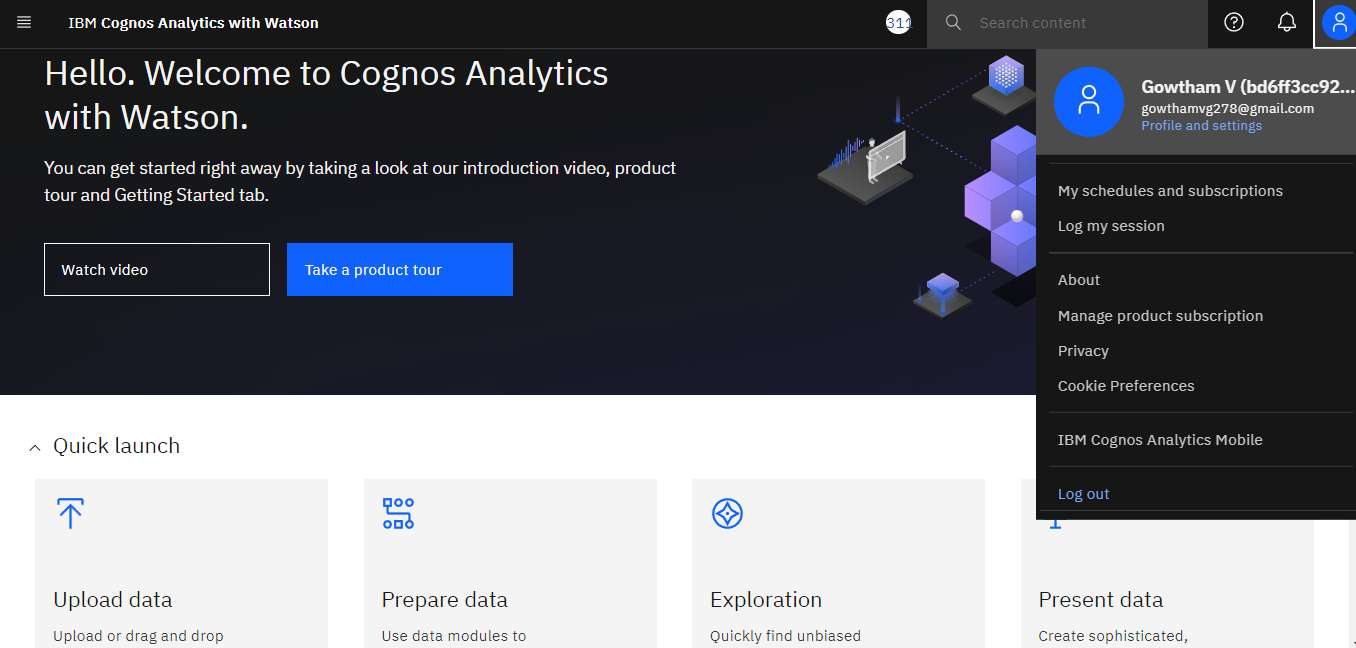 IBM Cognos Analytics with Watson
311
Search content
Hello. Welcome to Cognos Analytics
with Watson.
You can get started right away by taking a look at our introduction video, product
tour and Getting Started tab.
Watch video
Take a product tour
Gowtham V (bd6ff3cc92...
gowthamvg278@gmail.com
Profile and settings
My schedules and subscriptions
Log my session
About
Manage product subscription
Privacy
Cookie Preferences
IBM Cognos Analytics Mobile
Log out
Quick launch
Upload data
Upload or drag and drop
Prepare data
Use data modules to
Exploration
Quickly find unbiased
Present data
Create sophisticated,